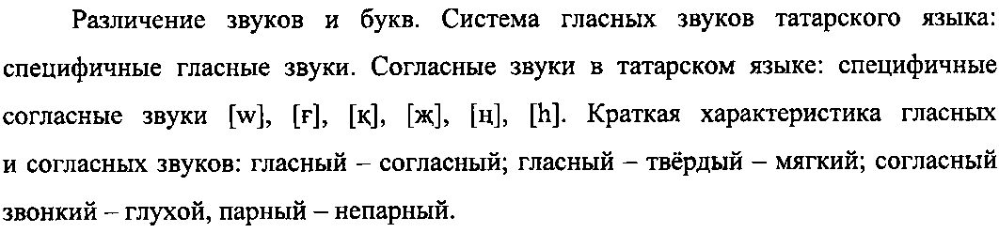 Различение звуков и букв. Система гласных звуков татарского языка:
специфичные гласные звуки. Согласные звуки в татарском языке: специфичные
согласные звуки [w], [ғ], [қ], [җ], [ң], [h]. Краткая характеристика гласных
и согласных звуков: гласный – согласный; гласный – твёрдый – мягкий; согласный
звонкий – глухой, парный – непарный.